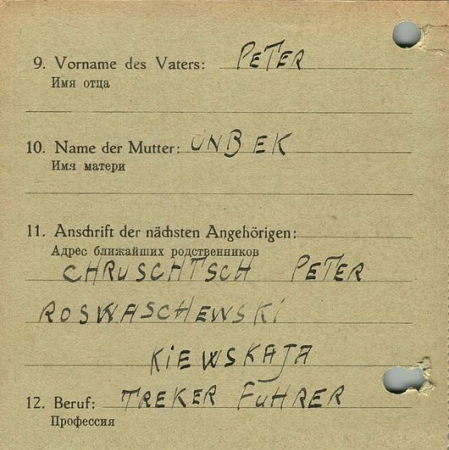 9. Vorname des Vaters: PETER
Имя отца
10. Name der Mutter: UNBEK
Имя матери
11. Anschrift der nächsten Angehörigen:
Адрес ближайших родственников
CHRUSCHTSCH PETER
ROSWASCHEWSKI
KIEWSKAJA
12. Beruf: TREKER FUHRER
Профессия